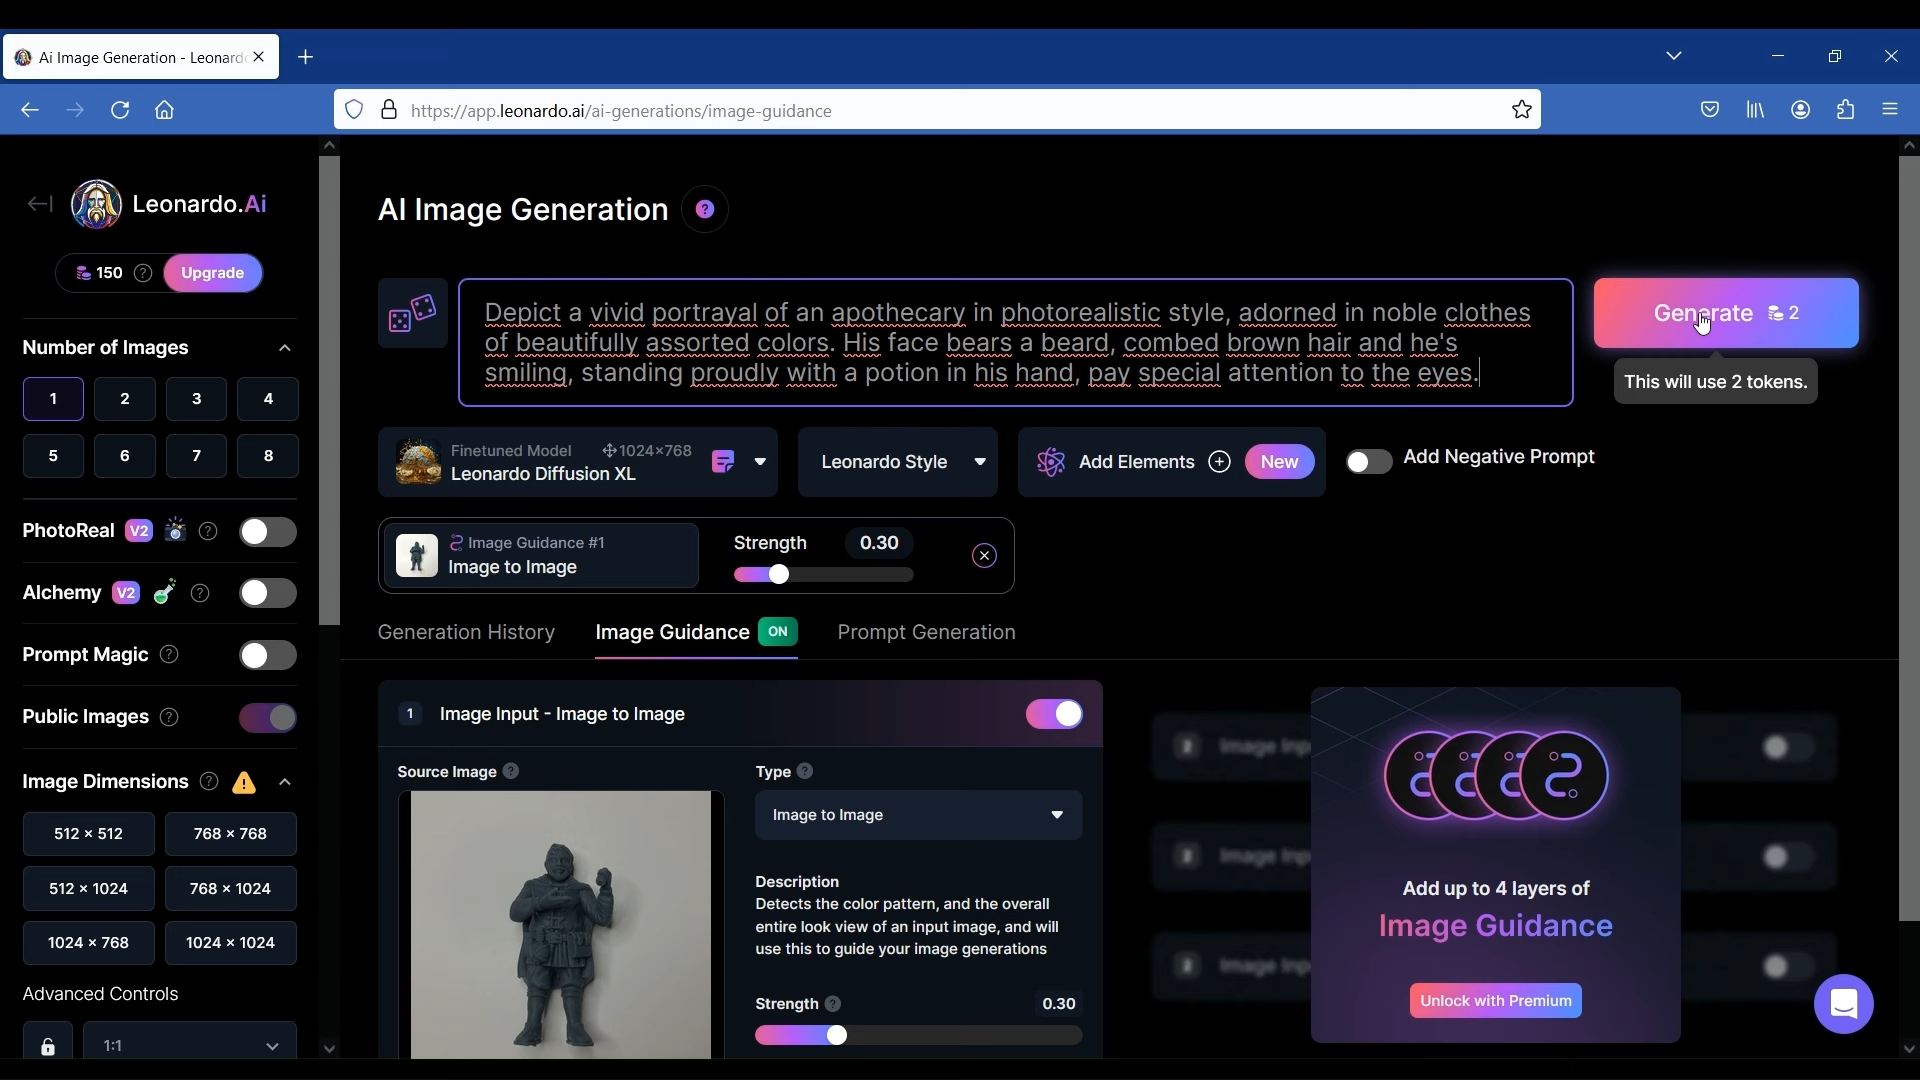 Ai Image Generation - Leonard
https://app.leonardo.ai/ai-generations/image-guidance
Leonardo.Ai
150 ? Upgrade
Number of Images
1 2 3 4
5 6 7 8
PhotoReal V2 ?
Alchemy V2 ?
Prompt Magic ?
Public Images ?
Image Dimensions ?
512 × 512 768 × 768
512 × 1024 768 × 1024
1024 × 768 1024 × 1024
Advanced Controls
1:1
AI Image Generation ?
Depict a vivid portrayal of an apothecary in photorealistic style, adorned in noble clothes
of beautifully assorted colors. His face bears a beard, combed brown hair and he's
smiling, standing proudly with a potion in his hand, pay special attention to the eyes.
Generate 2
This will use 2 tokens.
Finetuned Model 1024×768
Leonardo Diffusion XL
Leonardo Style
Add Elements New
Add Negative Prompt
Image Guidance #1
Image to Image
Strength 0.30
Generation History Image Guidance ON Prompt Generation
1 Image Input - Image to Image
Source Image ?
Type ?
Image to Image
Description
Detects the color pattern, and the overall
entire look view of an input image, and will
use this to guide your image generations
Strength ? 0.30
2 Image Inp
2 Image Inp
2 Image Inp
Add up to 4 layers of
Image Guidance
Unlock with Premium